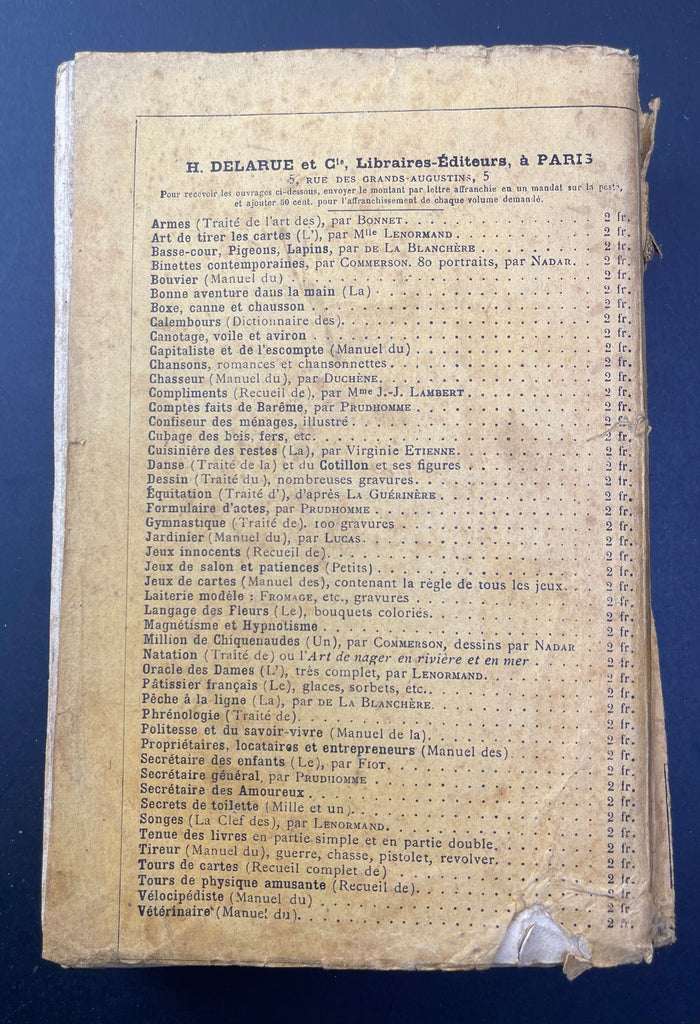 H. DELARUE et Cie, Libraires-Éditeurs, à PARIS
5, RUE DES GRANDS-AUGUSTINS, 5
Pour recevoir les ouvrages ci-dessous, envoyer le montant par lettre affranchie en un mandat sur la poste,
et ajouter 50 cent. pour l'affranchissement de chaque volume demandé.
Armes (Traité de l'art des), par BONNET. 2 fr.
Art de tirer les cartes (L'), par Mlle LENORMAND. 2 fr.
Basse-cour, Pigeons, Lapins, par DE LA BLANCHÈRE. 2 fr.
Binettes contemporaines, par COMMERSON. 80 portraits, par NADAR. 2 fr.
Bouvier (Manuel du) 2 fr.
Bonne aventure dans la main (La) 2 fr.
Boxe, canne et chausson 2 fr.
Calembours (Dictionnaire des). 2 fr.
Canotage, voile et aviron 2 fr.
Capitaliste et de l'escompte (Manuel du) 2 fr.
Chansons, romances et chansonnettes. 2 fr.
Chasseur (Manuel du), par DUCHÊNE. 2 fr.
Compliments (Recueil de), par Mme J.-J. LAMBERT 2 fr.
Comptes faits de Barême, par PRUDHOMME 2 fr.
Confiseur des ménages, illustré. 2 fr.
Cubage des bois, fers, etc. 2 fr.
Cuisinière des restes (La), par Virginie ETIENNE. 2 fr.
Danse (Traité de la) et du Cotillon et ses figures 2 fr.
Dessin (Traité du), nombreuses gravures. 2 fr.
Équitation (Traité d'), d'après LA GUÉRINÈRE 2 fr.
Formulaire d'actes, par PRUDHOMME 2 fr.
Gymnastique (Traité de). 100 gravures 2 fr.
Jardinier (Manuel du), par LUCAS. 2 fr.
Jeux innocents (Recueil de). 2 fr.
Jeux de salon et patiences (Petits) 2 fr.
Jeux de cartes (Manuel des), contenant la règle de tous les jeux. 2 fr.
Laiterie modèle : FROMAGE, etc., gravures 2 fr.
Langage des Fleurs (Le), bouquets coloriés. 2 fr.
Magnétisme et Hypnotisme 2 fr.
Million de Chiquenaudes (Un), par COMMERSON, dessins par NADAR 2 fr.
Natation (Traité de) ou l'Art de nager en rivière et en mer 2 fr.
Oracle des Dames (L'), très complet, par LENORMAND. 2 fr.
Pâtissier français (Le), glaces, sorbets, etc. 2 fr.
Pêche à la ligne (La), par DE LA BLANCHÈRE. 2 fr.
Phrénologie (Traité de). 2 fr.
Politesse et du savoir-vivre (Manuel de la). 2 fr.
Propriétaires, locataires et entrepreneurs (Manuel des) 2 fr.
Secrétaire des enfants (Le), par FIOT. 2 fr.
Secrétaire général, par PRUDHOMME 2 fr.
Secrétaire des Amoureux 2 fr.
Secrets de toilette (Mille et un). 2 fr.
Songes (La Clef des), par LENORMAND. 2 fr.
Tenue des livres en partie simple et en partie double. 2 fr.
Tireur (Manuel du), guerre, chasse, pistolet, revolver. 2 fr.
Tours de cartes (Recueil complet de) 2 fr.
Tours de physique amusante (Recueil de). 2 fr.
Vélocipédiste (Manuel du) 2 fr
Vétérinaire (Manuel du). 2 fr.